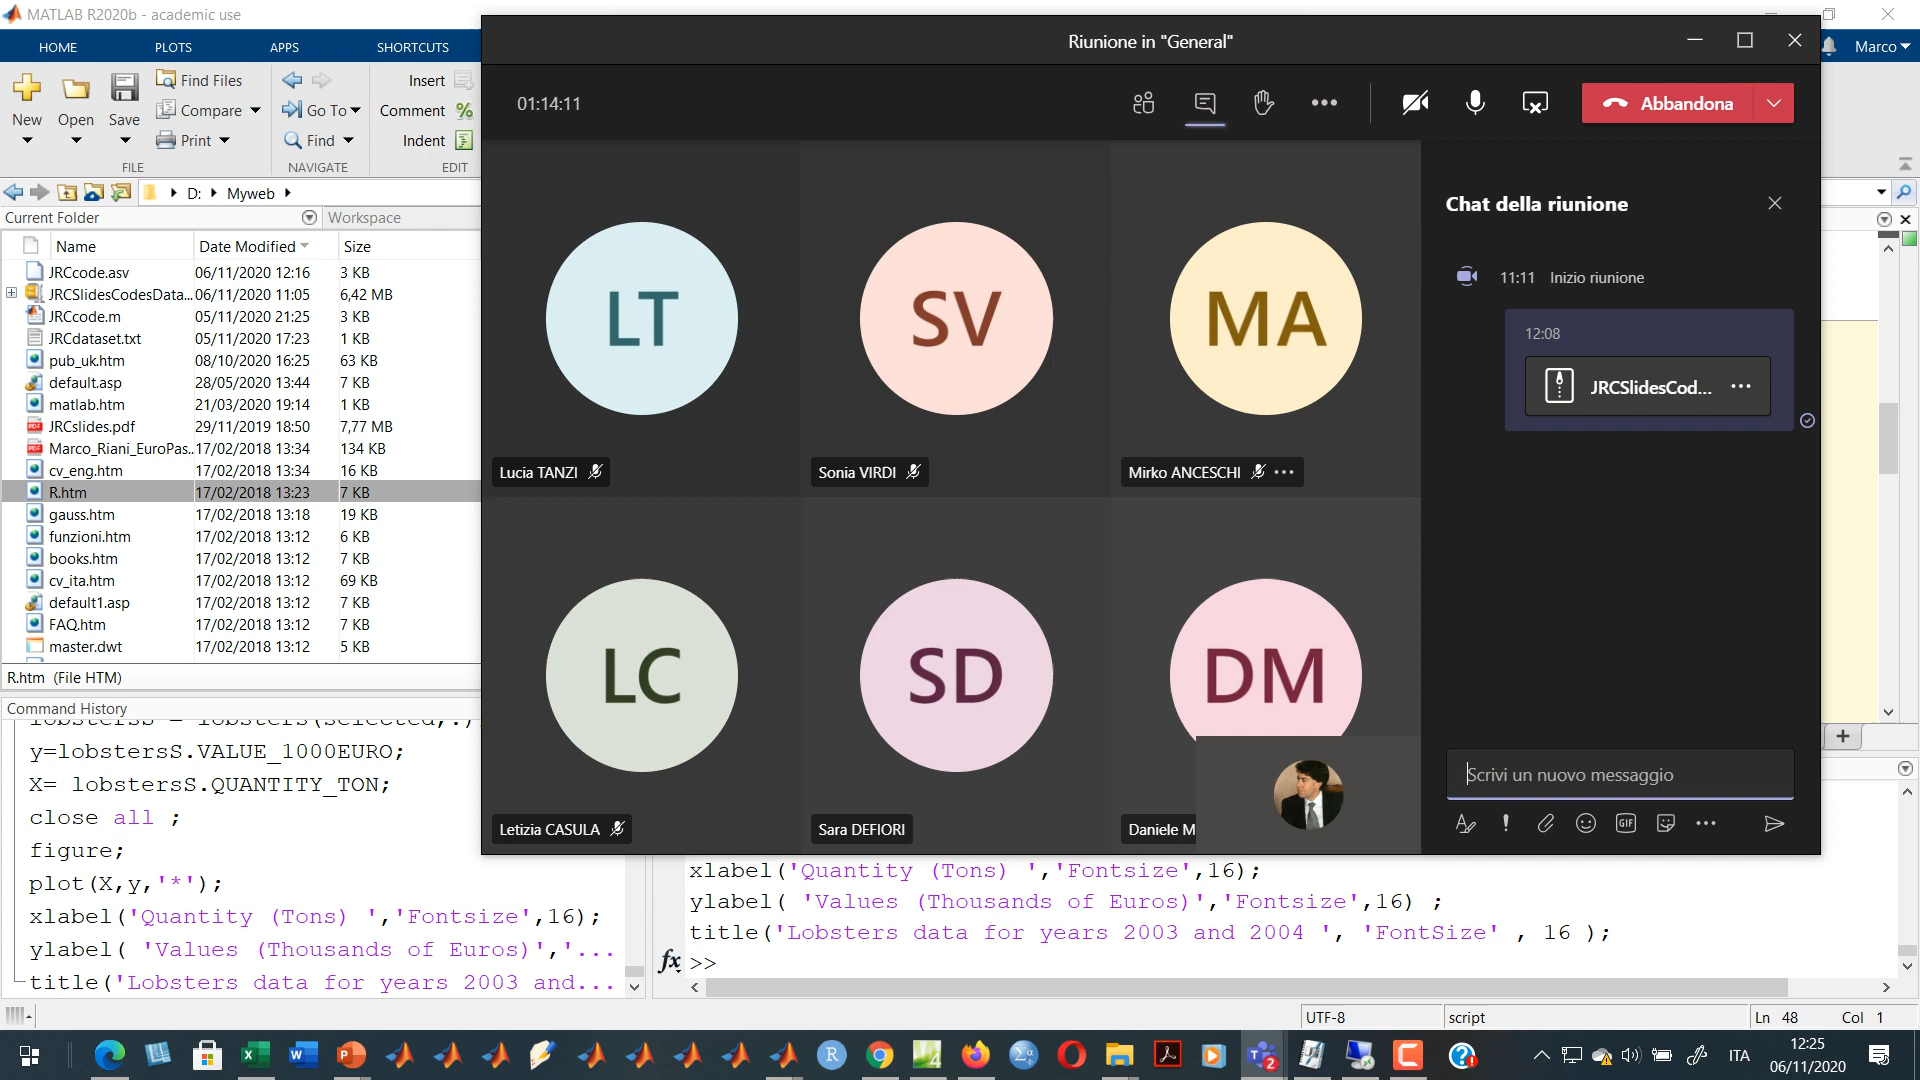 MATLAB R2020b - academic use
HOME PLOTS APPS SHORTCUTS
Marco
New Open Save
Find Files
Compare
Print
Go To
Find
Insert
Comment
Indent
FILE NAVIGATE EDIT
D: Myweb
Current Folder
Workspace
Name Date Modified Size
JRCcode.asv 06/11/2020 12:16 3 KB
JRCSlidesCodesData... 06/11/2020 11:05 6,42 MB
JRCcode.m 05/11/2020 21:25 3 KB
JRCdataset.txt 05/11/2020 17:23 1 KB
pub_uk.htm 08/10/2020 16:25 63 KB
default.asp 28/05/2020 13:44 7 KB
matlab.htm 21/03/2020 19:14 1 KB
JRCslides.pdf 29/11/2019 18:50 7,77 MB
Marco_Riani_EuroPas.. 17/02/2018 13:34 134 KB
cv_eng.htm 17/02/2018 13:34 16 KB
R.htm 17/02/2018 13:23 7 KB
gauss.htm 17/02/2018 13:18 19 KB
funzioni.htm 17/02/2018 13:12 6 KB
books.htm 17/02/2018 13:12 7 KB
cv_ita.htm 17/02/2018 13:12 69 KB
default1.asp 17/02/2018 13:12 7 KB
FAQ.htm 17/02/2018 13:12 7 KB
master.dwt 17/02/2018 13:12 5 KB
R.htm (File HTM)
Command History
lobstersS = lobsters(selected,:)
y=lobstersS.VALUE_1000EURO;
X= lobstersS.QUANTITY_TON;
close all ;
figure;
plot(X,y,'*');
xlabel('Quantity (Tons) ','Fontsize',16);
ylabel( 'Values (Thousands of Euros)','...
title('Lobsters data for years 2003 and...
Riunione in "General"
01:14:11
Abbandona
LT
Lucia TANZI
SV
Sonia VIRDI
MA
Mirko ANCESCHI
LC
Letizia CASULA
SD
Sara DEFIORI
DM
Daniele M
Chat della riunione
11:11 Inizio riunione
12:08
JRCSlidesCod...
Scrivi un nuovo messaggio
GIF
xlabel('Quantity (Tons) ','Fontsize',16);
ylabel( 'Values (Thousands of Euros)','Fontsize',16) ;
title('Lobsters data for years 2003 and 2004 ', 'FontSize' , 16 );
fx >>
UTF-8 script Ln 48 Col 1
ITA
12:25
06/11/2020